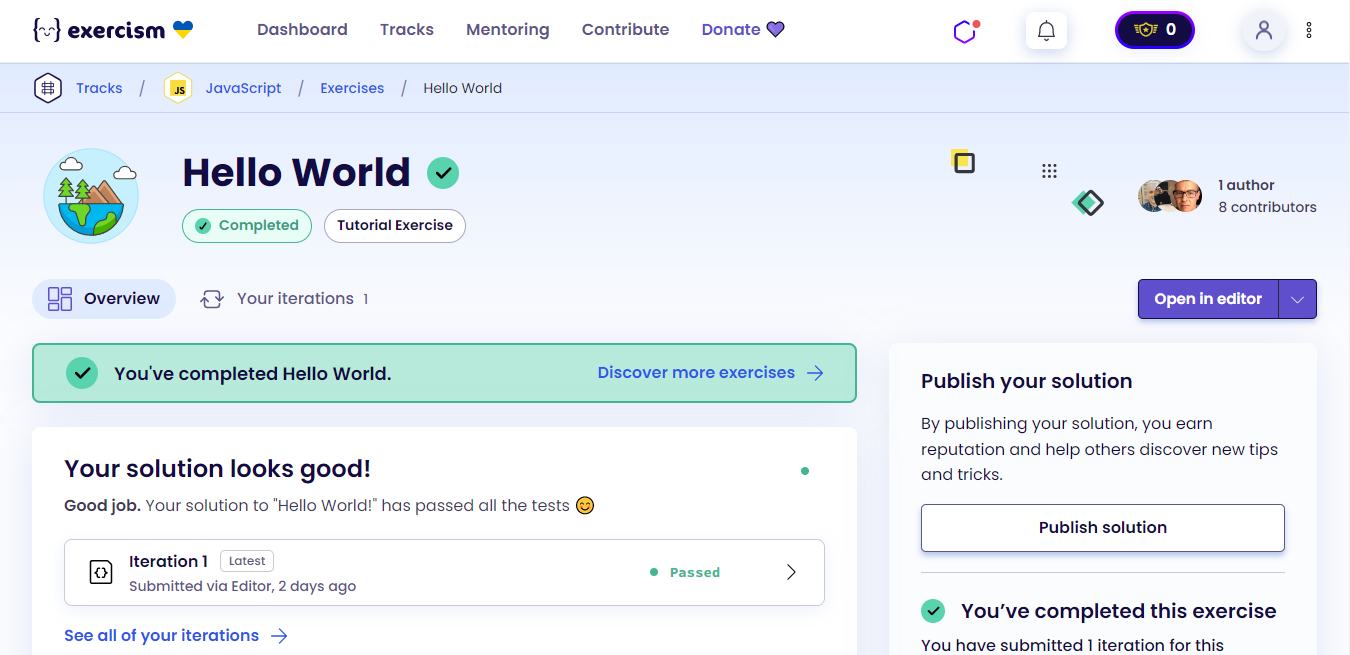 exercism
Dashboard Tracks Mentoring Contribute Donate 0
Tracks / JS JavaScript / Exercises / Hello World
Hello World
Completed Tutorial Exercise
1 author
8 contributors
Overview Your iterations 1
Open in editor
You've completed Hello World. Discover more exercises
Your solution looks good!
Good job. Your solution to "Hello World!" has passed all the tests 😊
Iteration 1 Latest
Submitted via Editor, 2 days ago
Passed
See all of your iterations
Publish your solution
By publishing your solution, you earn
reputation and help others discover new tips
and tricks.
Publish solution
You’ve completed this exercise
You have submitted 1 iteration for this